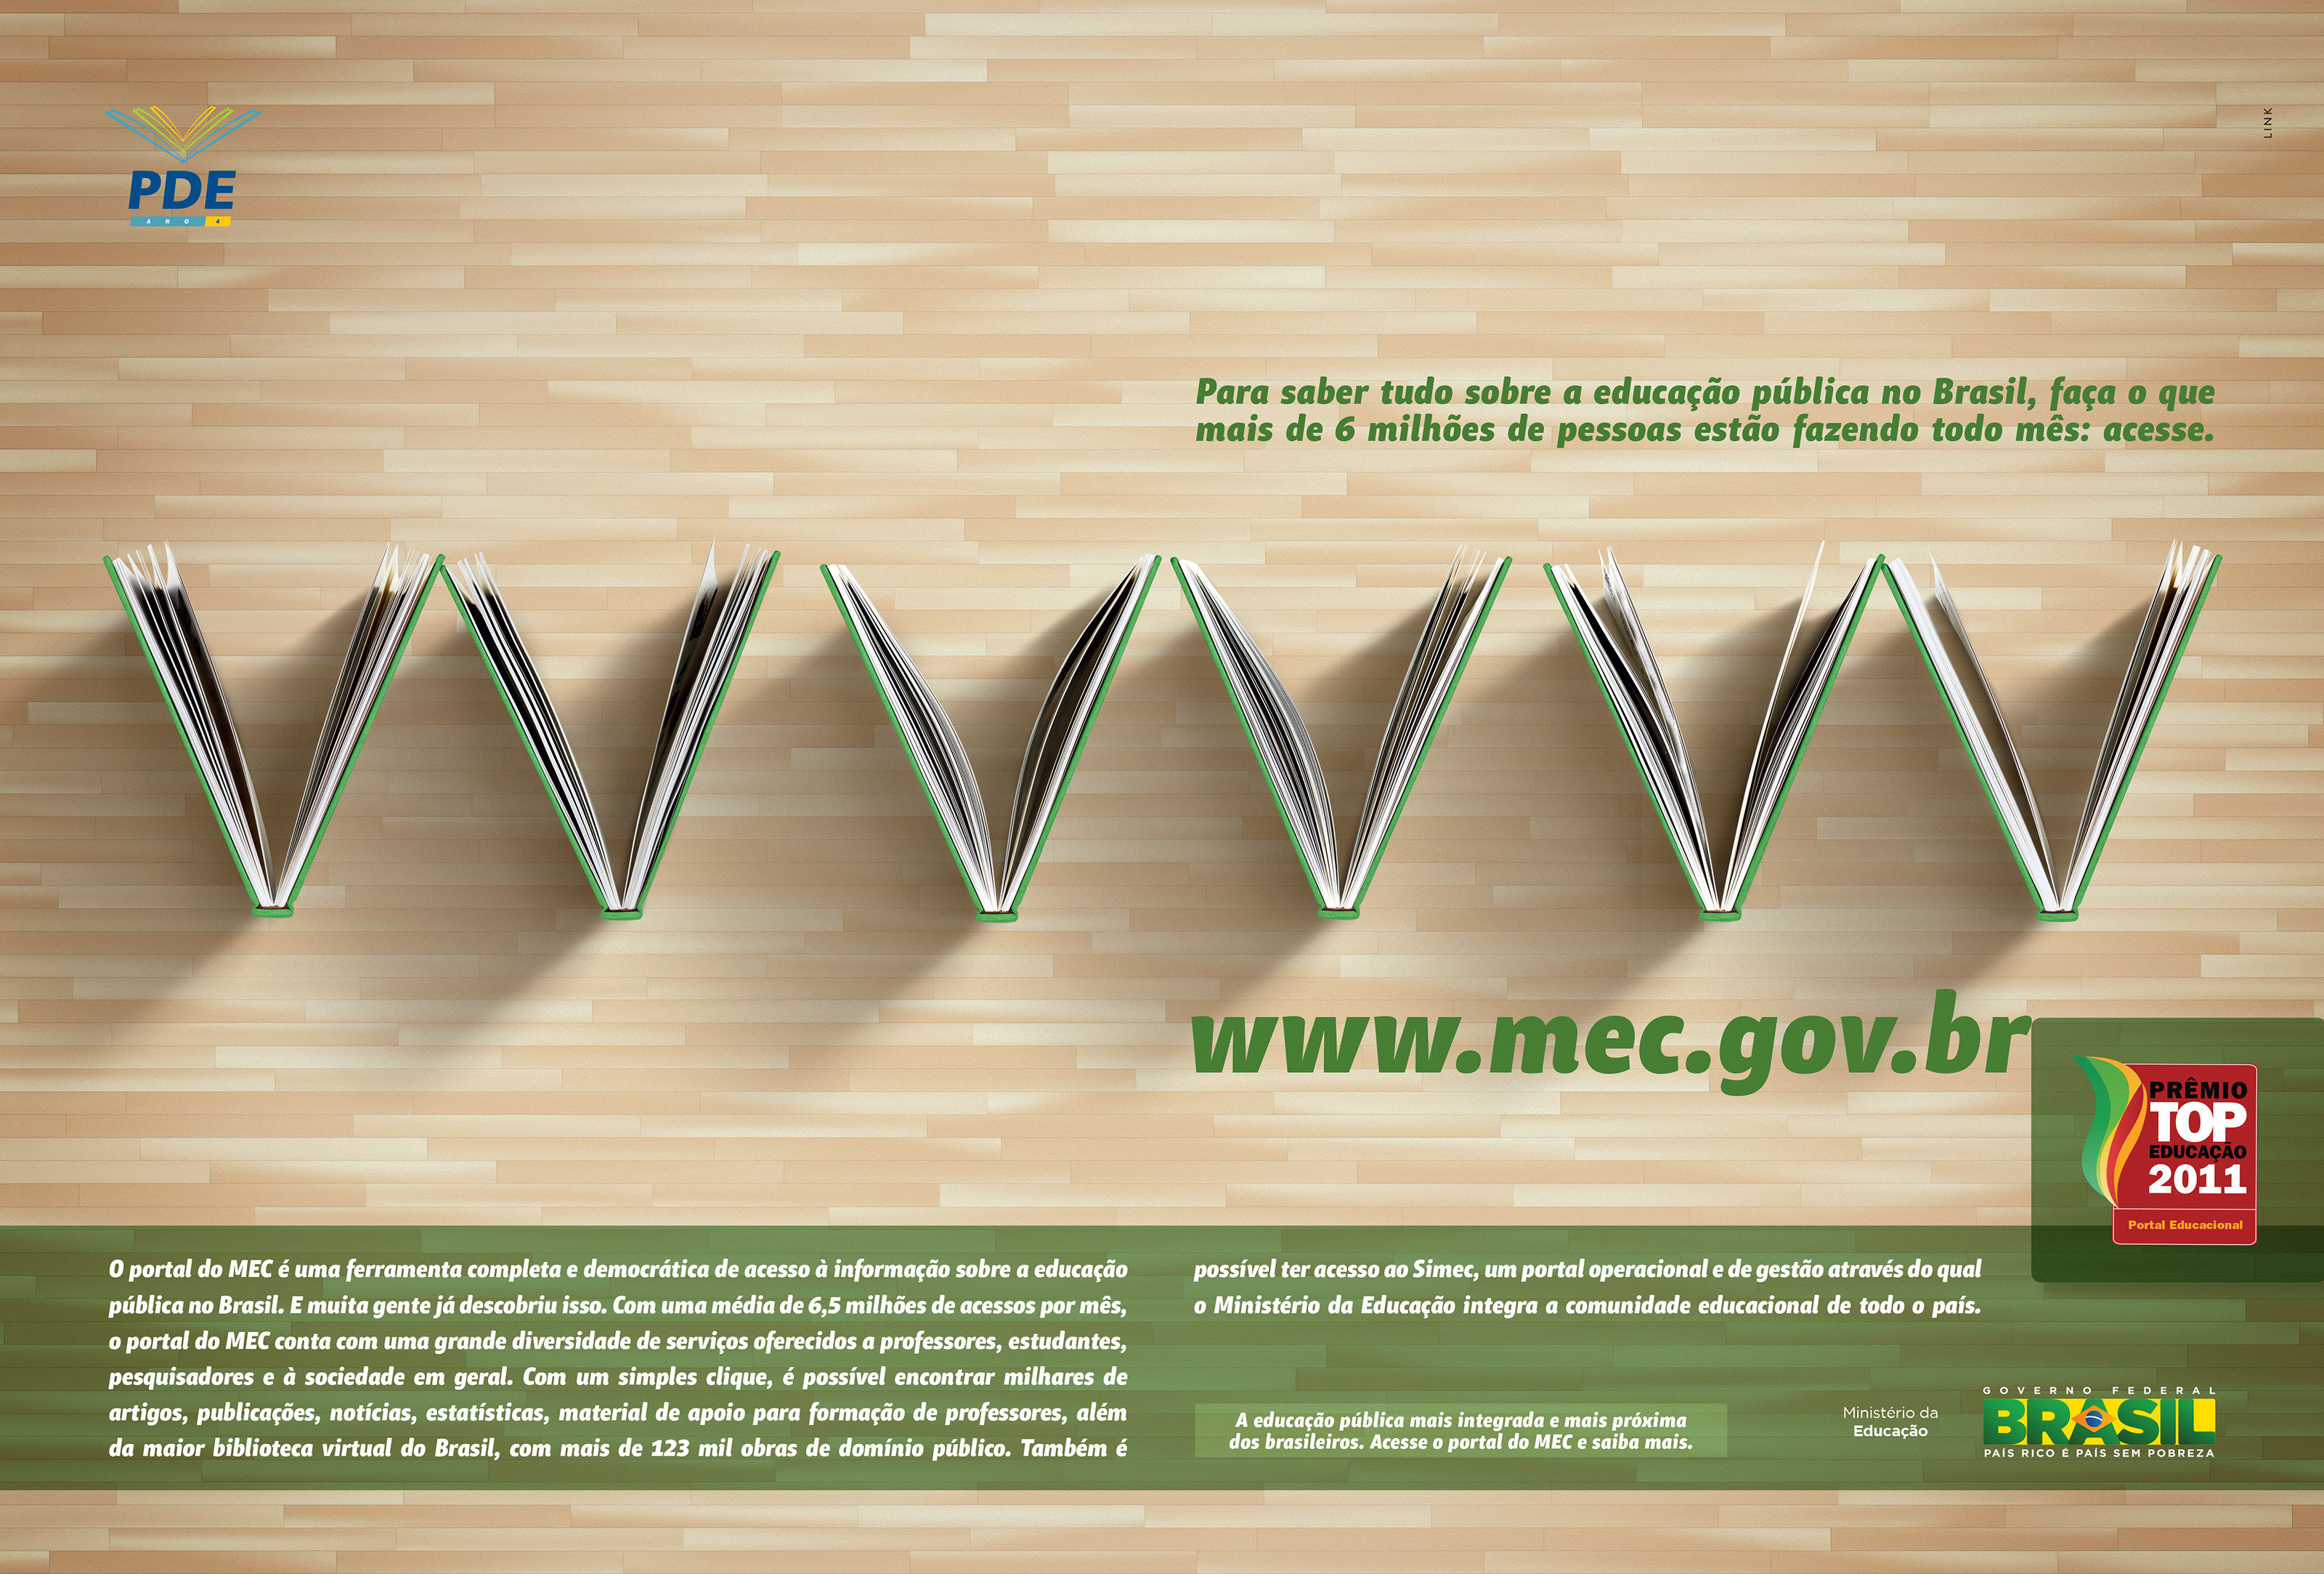 PDE
ANO 4
LINK
Para saber tudo sobre a educação pública no Brasil, faça o que
mais de 6 milhões de pessoas estão fazendo todo mês: acesse.
www.mec.gov.br
PRÊMIO
TOP
EDUCAÇÃO
2011
Portal Educacional
O portal do MEC é uma ferramenta completa e democrática de acesso à informação sobre a educação
pública no Brasil. E muita gente já descobriu isso. Com uma média de 6,5 milhões de acessos por mês,
o portal do MEC conta com uma grande diversidade de serviços oferecidos a professores, estudantes,
pesquisadores e à sociedade em geral. Com um simples clique, é possível encontrar milhares de
artigos, publicações, notícias, estatísticas, material de apoio para formação de professores, além
da maior biblioteca virtual do Brasil, com mais de 123 mil obras de domínio público. Também é
possível ter acesso ao Simec, um portal operacional e de gestão através do qual
o Ministério da Educação integra a comunidade educacional de todo o país.
A educação pública mais integrada e mais próxima
dos brasileiros. Acesse o portal do MEC e saiba mais.
Ministério da
Educação
GOVERNO FEDERAL
BRASIL
PAÍS RICO É PAÍS SEM POBREZA